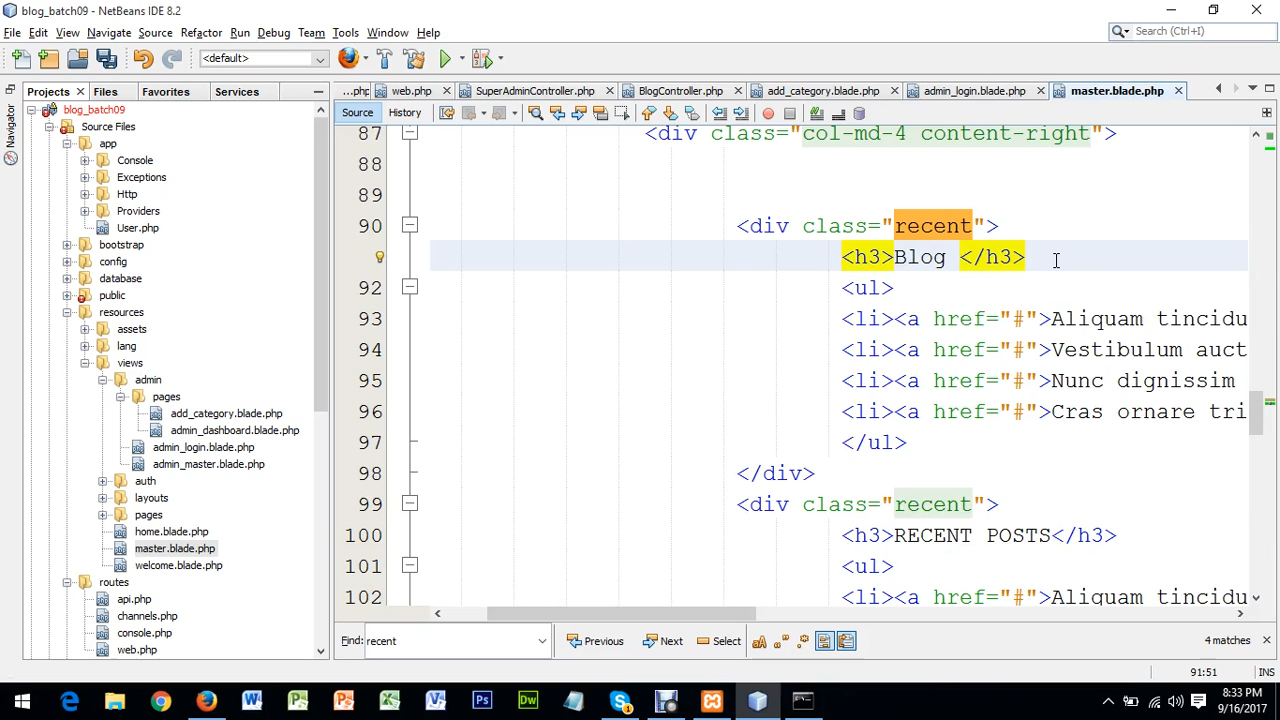 blog_batch09 - NetBeans IDE 8.2
File Edit View Navigate Source Refactor Run Debug Team Tools Window Help
Search (Ctrl+I)
<default>
Projects Files Favorites Services
...php web.php SuperAdminController.php BlogController.php add_category.blade.php admin_login.blade.php master.blade.php
Navigator
Source History
blog_batch09
Source Files
app
Console
Exceptions
Http
Providers
User.php
bootstrap
config
database
public
resources
assets
lang
views
admin
pages
add_category.blade.php
admin_dashboard.blade.php
admin_login.blade.php
admin_master.blade.php
auth
layouts
pages
home.blade.php
master.blade.php
welcome.blade.php
routes
api.php
channels.php
console.php
web.php
87 <div class="col-md-4 content-right">
88
89
90 <div class="recent">
<h3>Blog </h3>
92 <ul>
93 <li><a href="#">Aliquam tincidu
94 <li><a href="#">Vestibulum auct
95 <li><a href="#">Nunc dignissim
96 <li><a href="#">Cras ornare tri
97 </ul>
98 </div>
99 <div class="recent">
100 <h3>RECENT POSTS</h3>
101 <ul>
102 <li><a href="#">Aliquam tincidu
Find: recent Previous Next Select 4 matches
91:51 INS
8:33 PM
9/16/2017